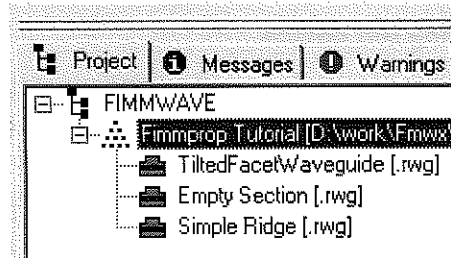 Project Messages Warnings
FIMMWAVE
Fimmprop Tutorial [D:\work\Fmwx\
TiltedFacetWaveguide [.rwg]
Empty Section [.rwg]
Simple Ridge [.rwg]